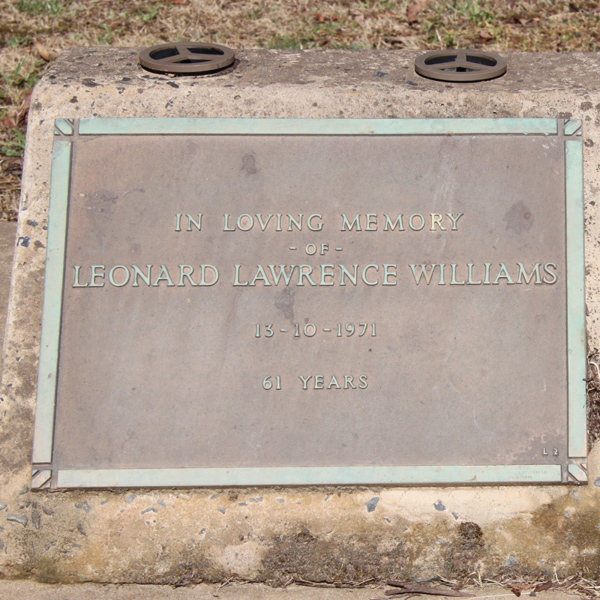 IN LOVING MEMORY
- OF -
LEONARD LAWRENCE WILLIAMS
13-10-1971
61 YEARS